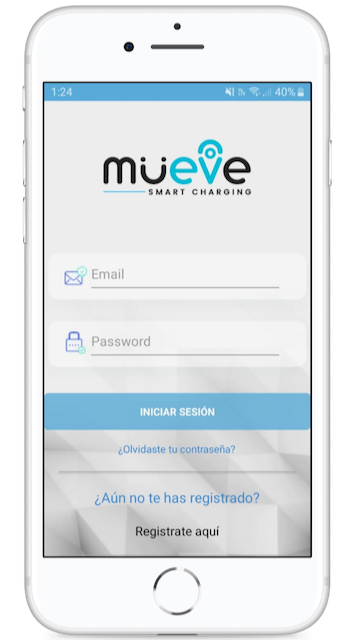 1:24 40%
müeve
SMART CHARGING
Email
Password
INICIAR SESIÓN
¿Olvidaste tu contraseña?
¿Aún no te has registrado?
Registrate aquí